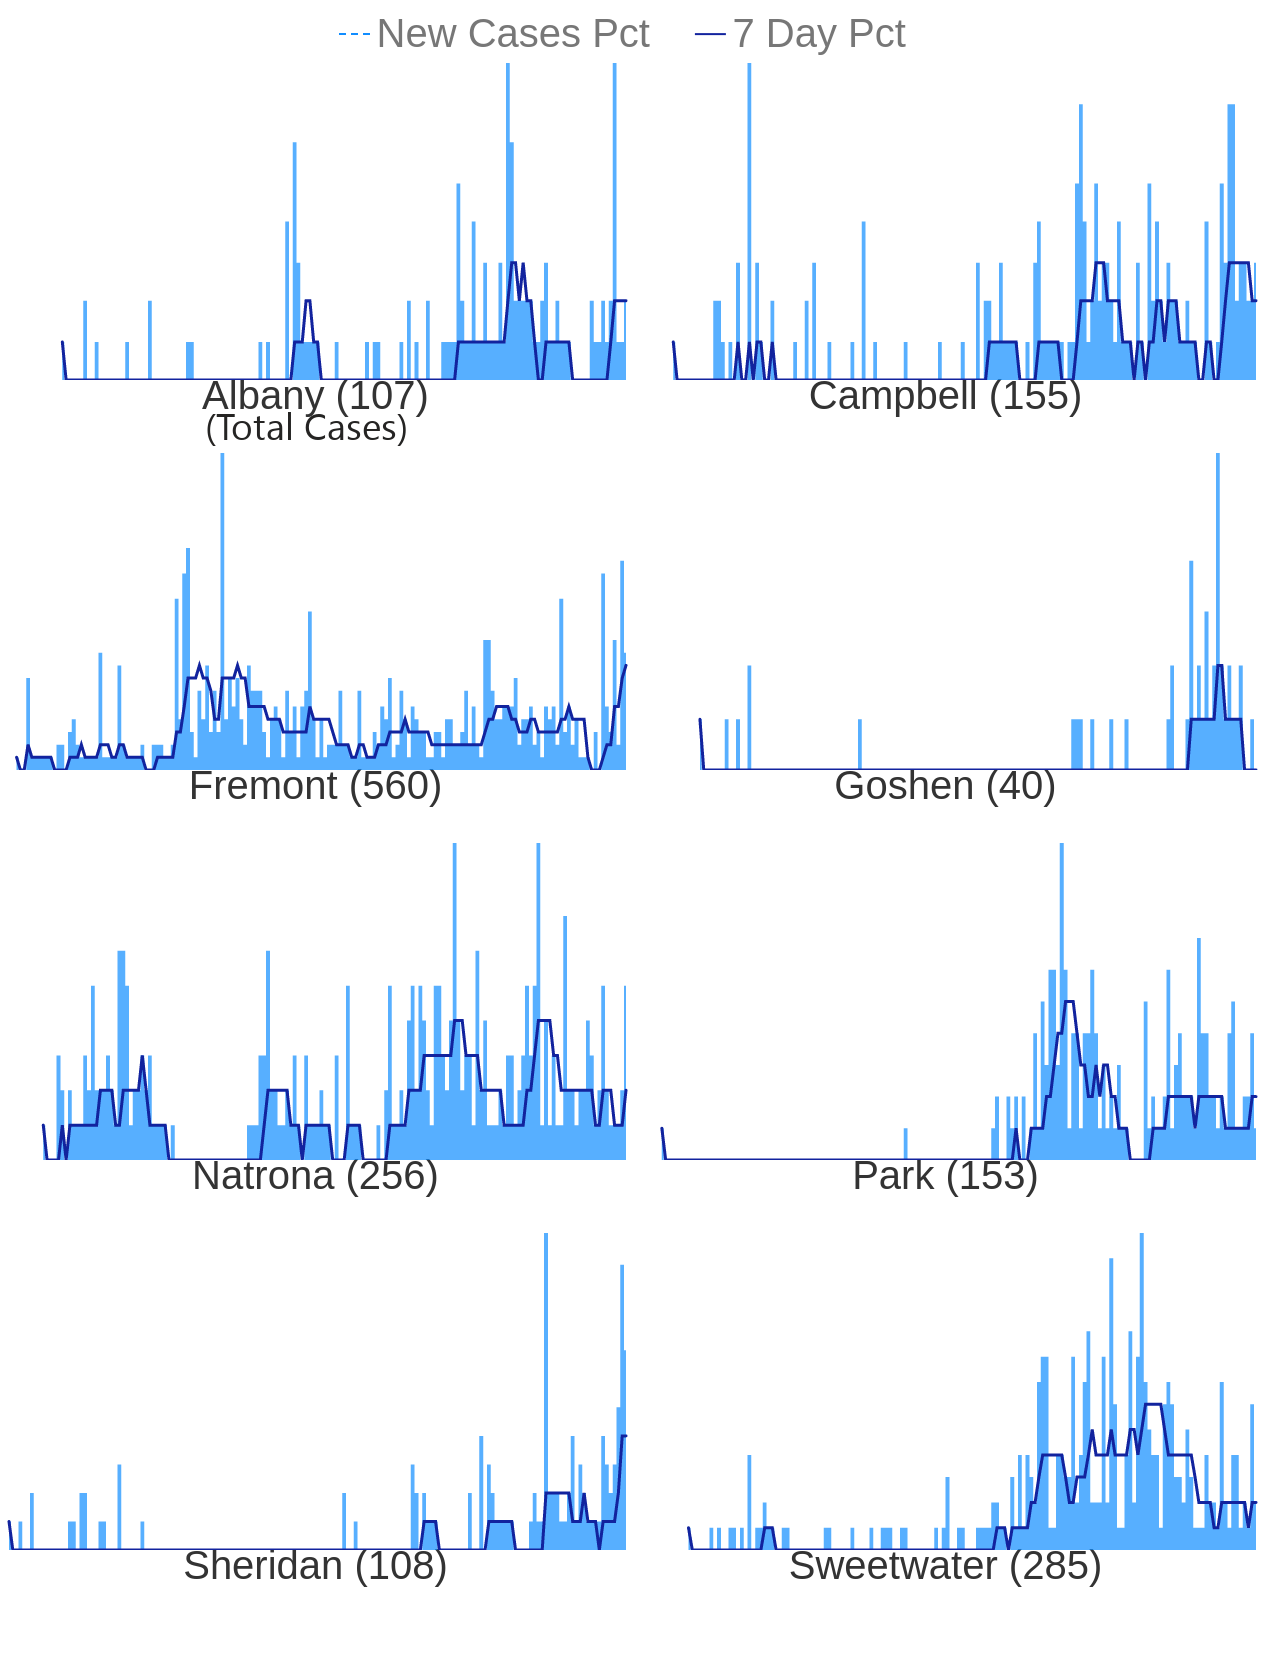 New Cases Pct 7 Day Pct
Albany (107) Campbell (155)
(Total Cases)
Fremont (560) Goshen (40)
Natrona (256) Park (153)
Sheridan (108) Sweetwater (285)